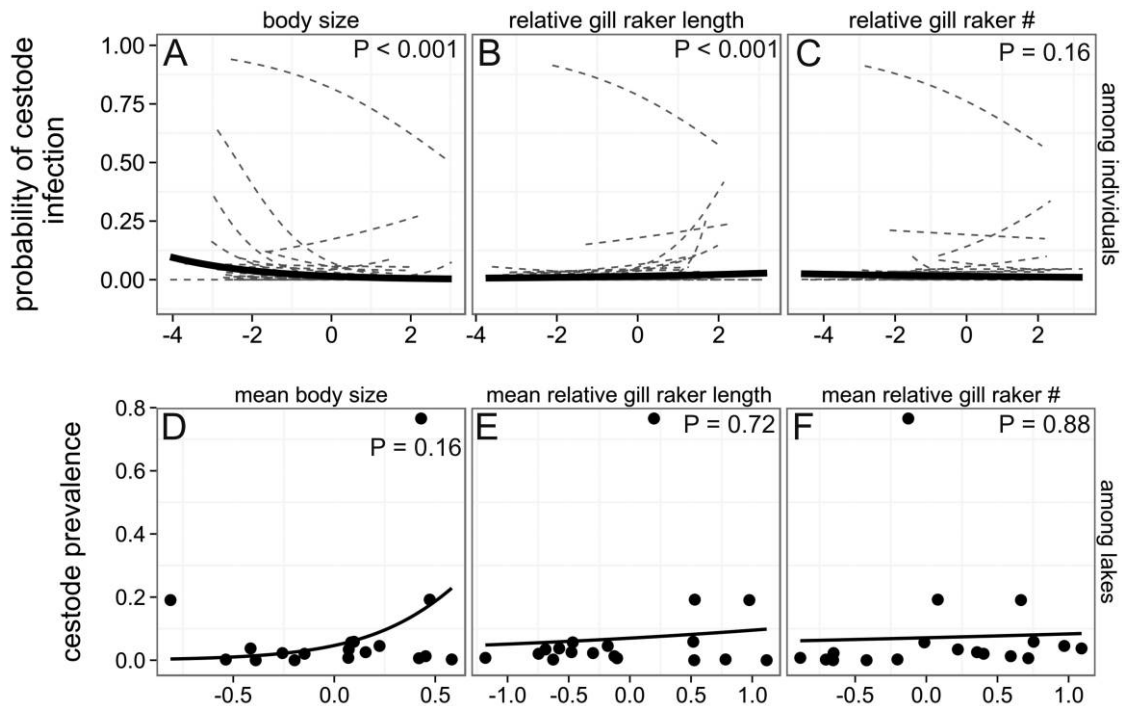 body size
relative gill raker length
relative gill raker #
A
P < 0.001
B
P < 0.001
C
P = 0.16
1.00
0.75
0.50
0.25
0.00
probability of cestode
infection
among individuals
-4
-2
0
2
-4
-2
0
2
-4
-2
0
2
mean body size
mean relative gill raker length
mean relative gill raker #
D
P = 0.16
E
P = 0.72
F
P = 0.88
0.8
0.6
0.4
0.2
0.0
cestode prevalence
among lakes
-0.5
0.0
0.5
-1.0
-0.5
0.0
0.5
1.0
-0.5
0.0
0.5
1.0